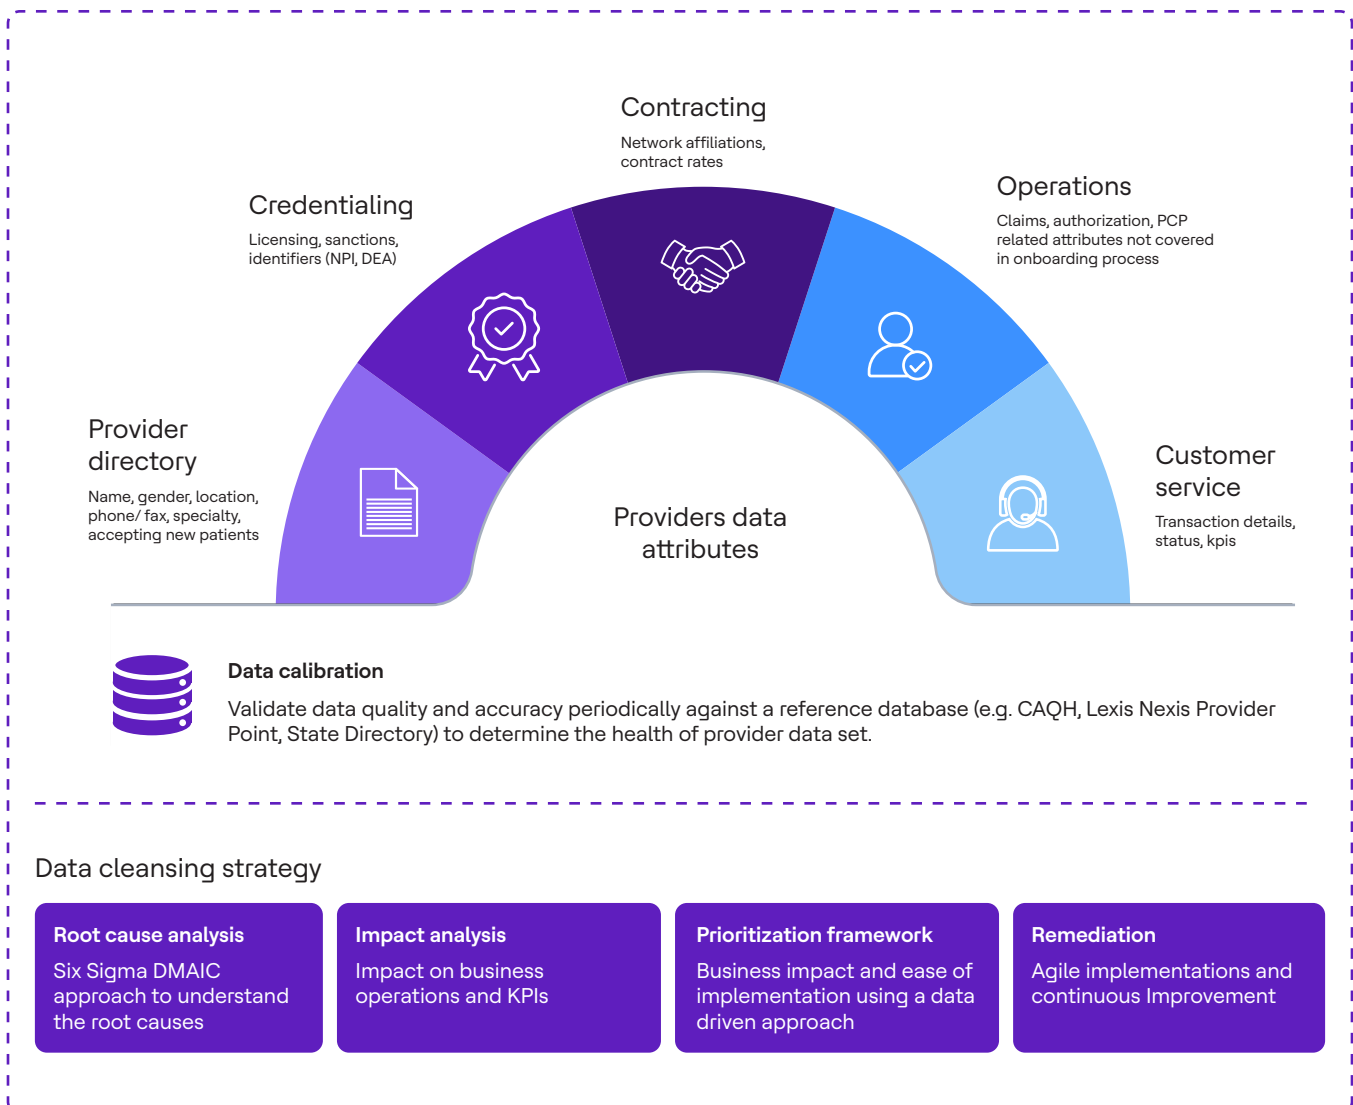 Contracting
Network affiliations,
contract rates
Credentialing
Licensing, sanctions,
identifiers (NPI, DEA)
Operations
Claims, authorization, PCP
related attributes not covered
in onboarding process
Provider
directory
Name, gender, location,
phone/ fax, specialty,
accepting new patients
Customer
service
Transaction details,
status, kpis
Providers data
attributes
Data calibration
Validate data quality and accuracy periodically against a reference database (e.g. CAQH, Lexis Nexis Provider
Point, State Directory) to determine the health of provider data set.
Data cleansing strategy
Root cause analysis
Six Sigma DMAIC
approach to understand
the root causes
Impact analysis
Impact on business
operations and KPIs
Prioritization framework
Business impact and ease of
implementation using a data
driven approach
Remediation
Agile implementations and
continuous Improvement